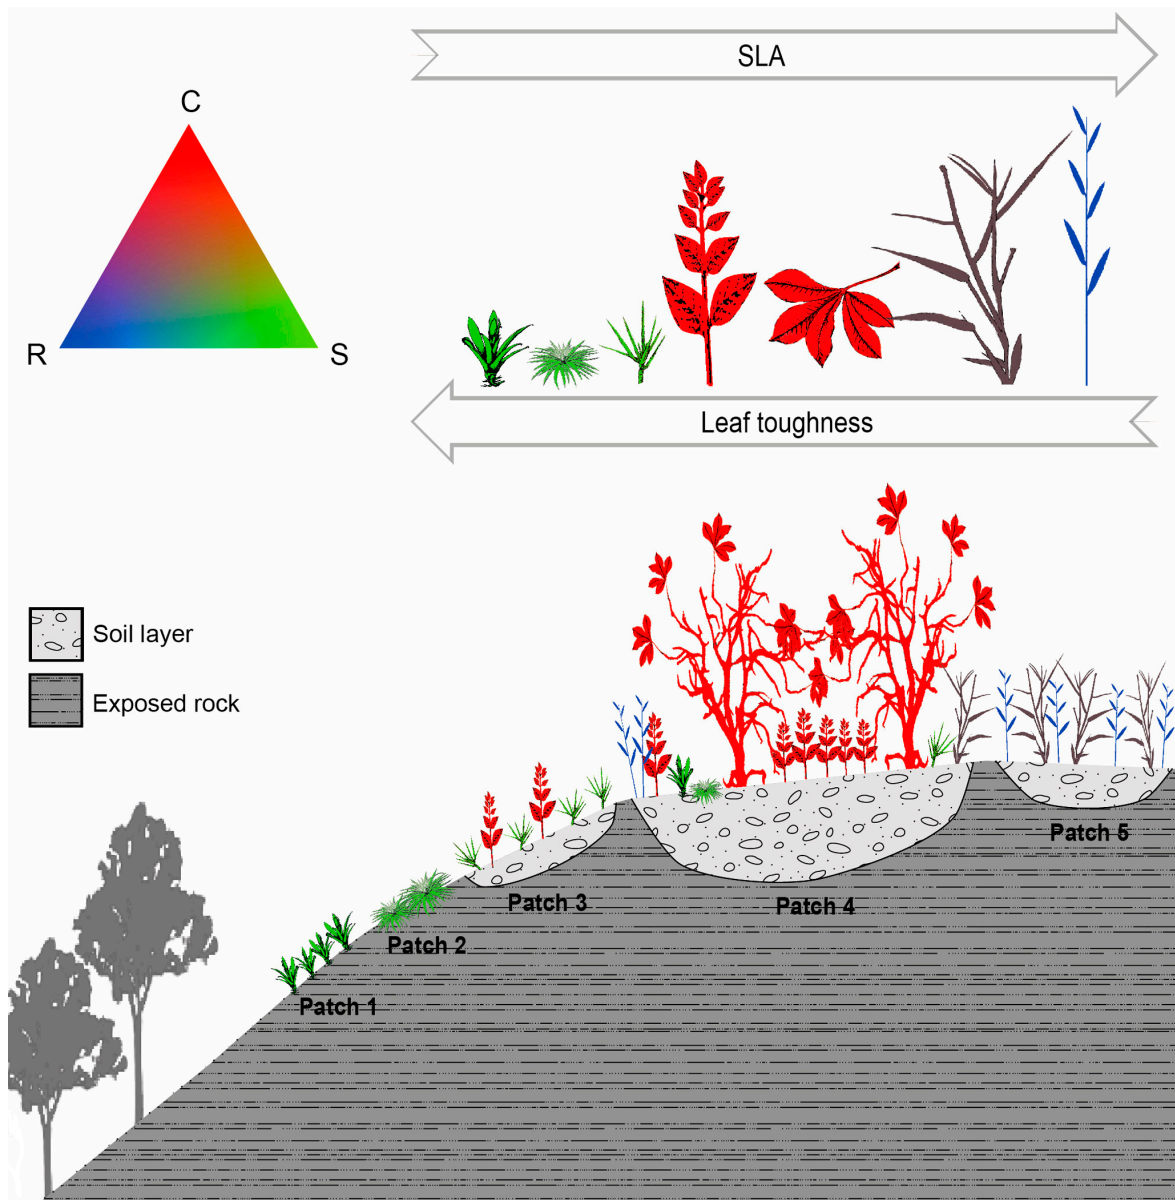 SLA
C
R
S
Leaf toughness
Soil layer
Exposed rock
Patch 5
Patch 3
Patch 4
Patch 2
Patch 1